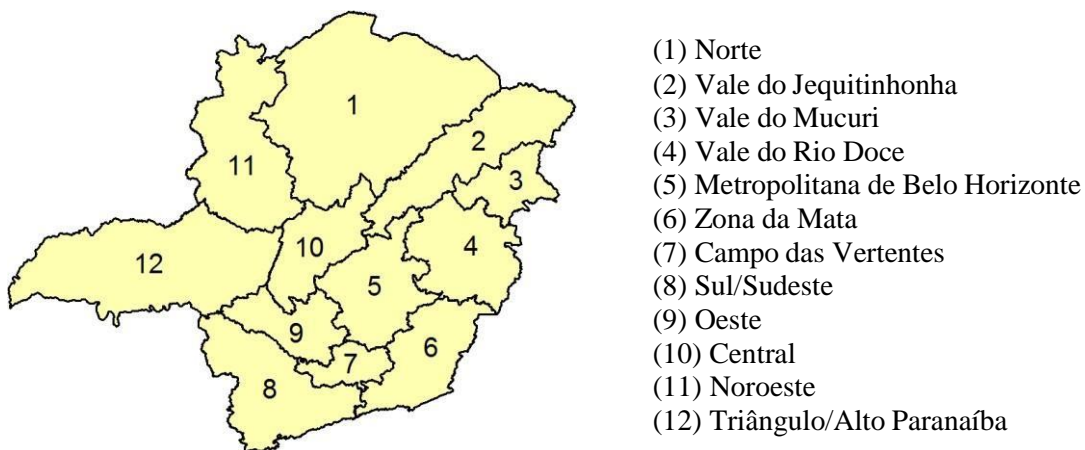 1
2
11
3
10
4
12
5
9
6
7
8
(1) Norte
(2) Vale do Jequitinhonha
(3) Vale do Mucuri
(4) Vale do Rio Doce
(5) Metropolitana de Belo Horizonte
(6) Zona da Mata
(7) Campo das Vertentes
(8) Sul/Sudeste
(9) Oeste
(10) Central
(11) Noroeste
(12) Triângulo/Alto Paranaíba